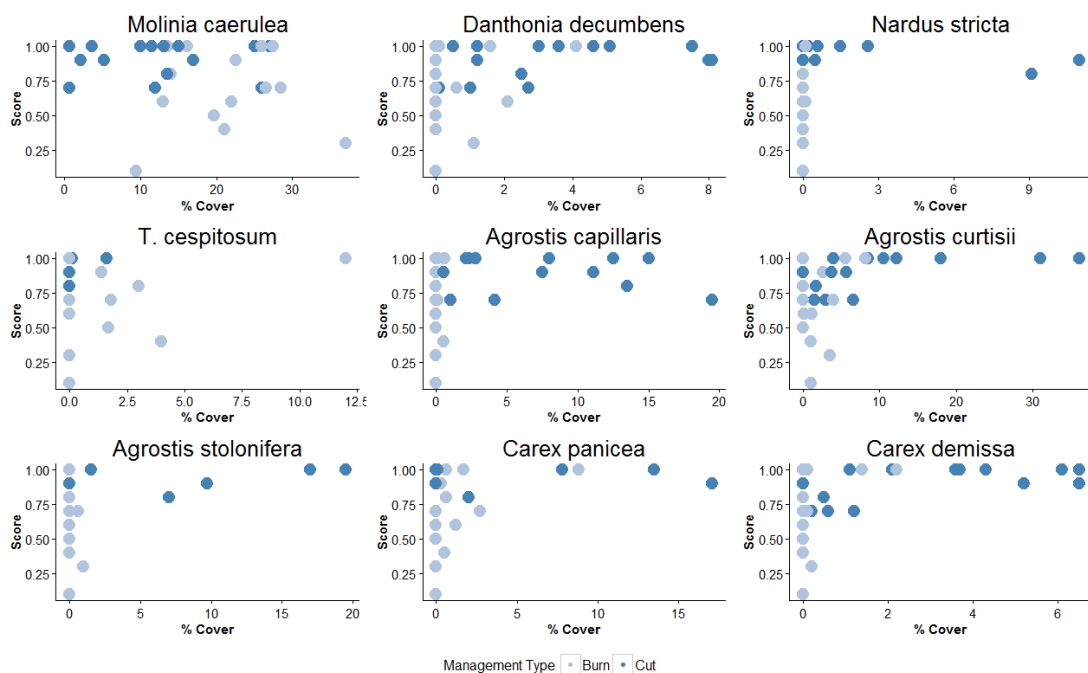 Molinia caerulea Danthonia decumbens Nardus stricta
1.00 1.00 1.00
0.75 0.75 0.75
Score Score Score
0.50 0.50 0.50
0.25 0.25 0.25
0 10 20 30 0 2 4 6 8 0 3 6 9
% Cover % Cover % Cover
T. cespitosum Agrostis capillaris Agrostis curtisii
1.00 1.00 1.00
0.75 0.75 0.75
Score Score Score
0.50 0.50 0.50
0.25 0.25 0.25
0.0 2.5 5.0 7.5 10.0 12.5 0 5 10 15 20 0 10 20 30
% Cover % Cover % Cover
Agrostis stolonifera Carex panicea Carex demissa
1.00 1.00 1.00
0.75 0.75 0.75
Score Score Score
0.50 0.50 0.50
0.25 0.25 0.25
0 5 10 15 20 0 5 10 15 0 2 4 6
% Cover % Cover % Cover
Management Type Burn Cut